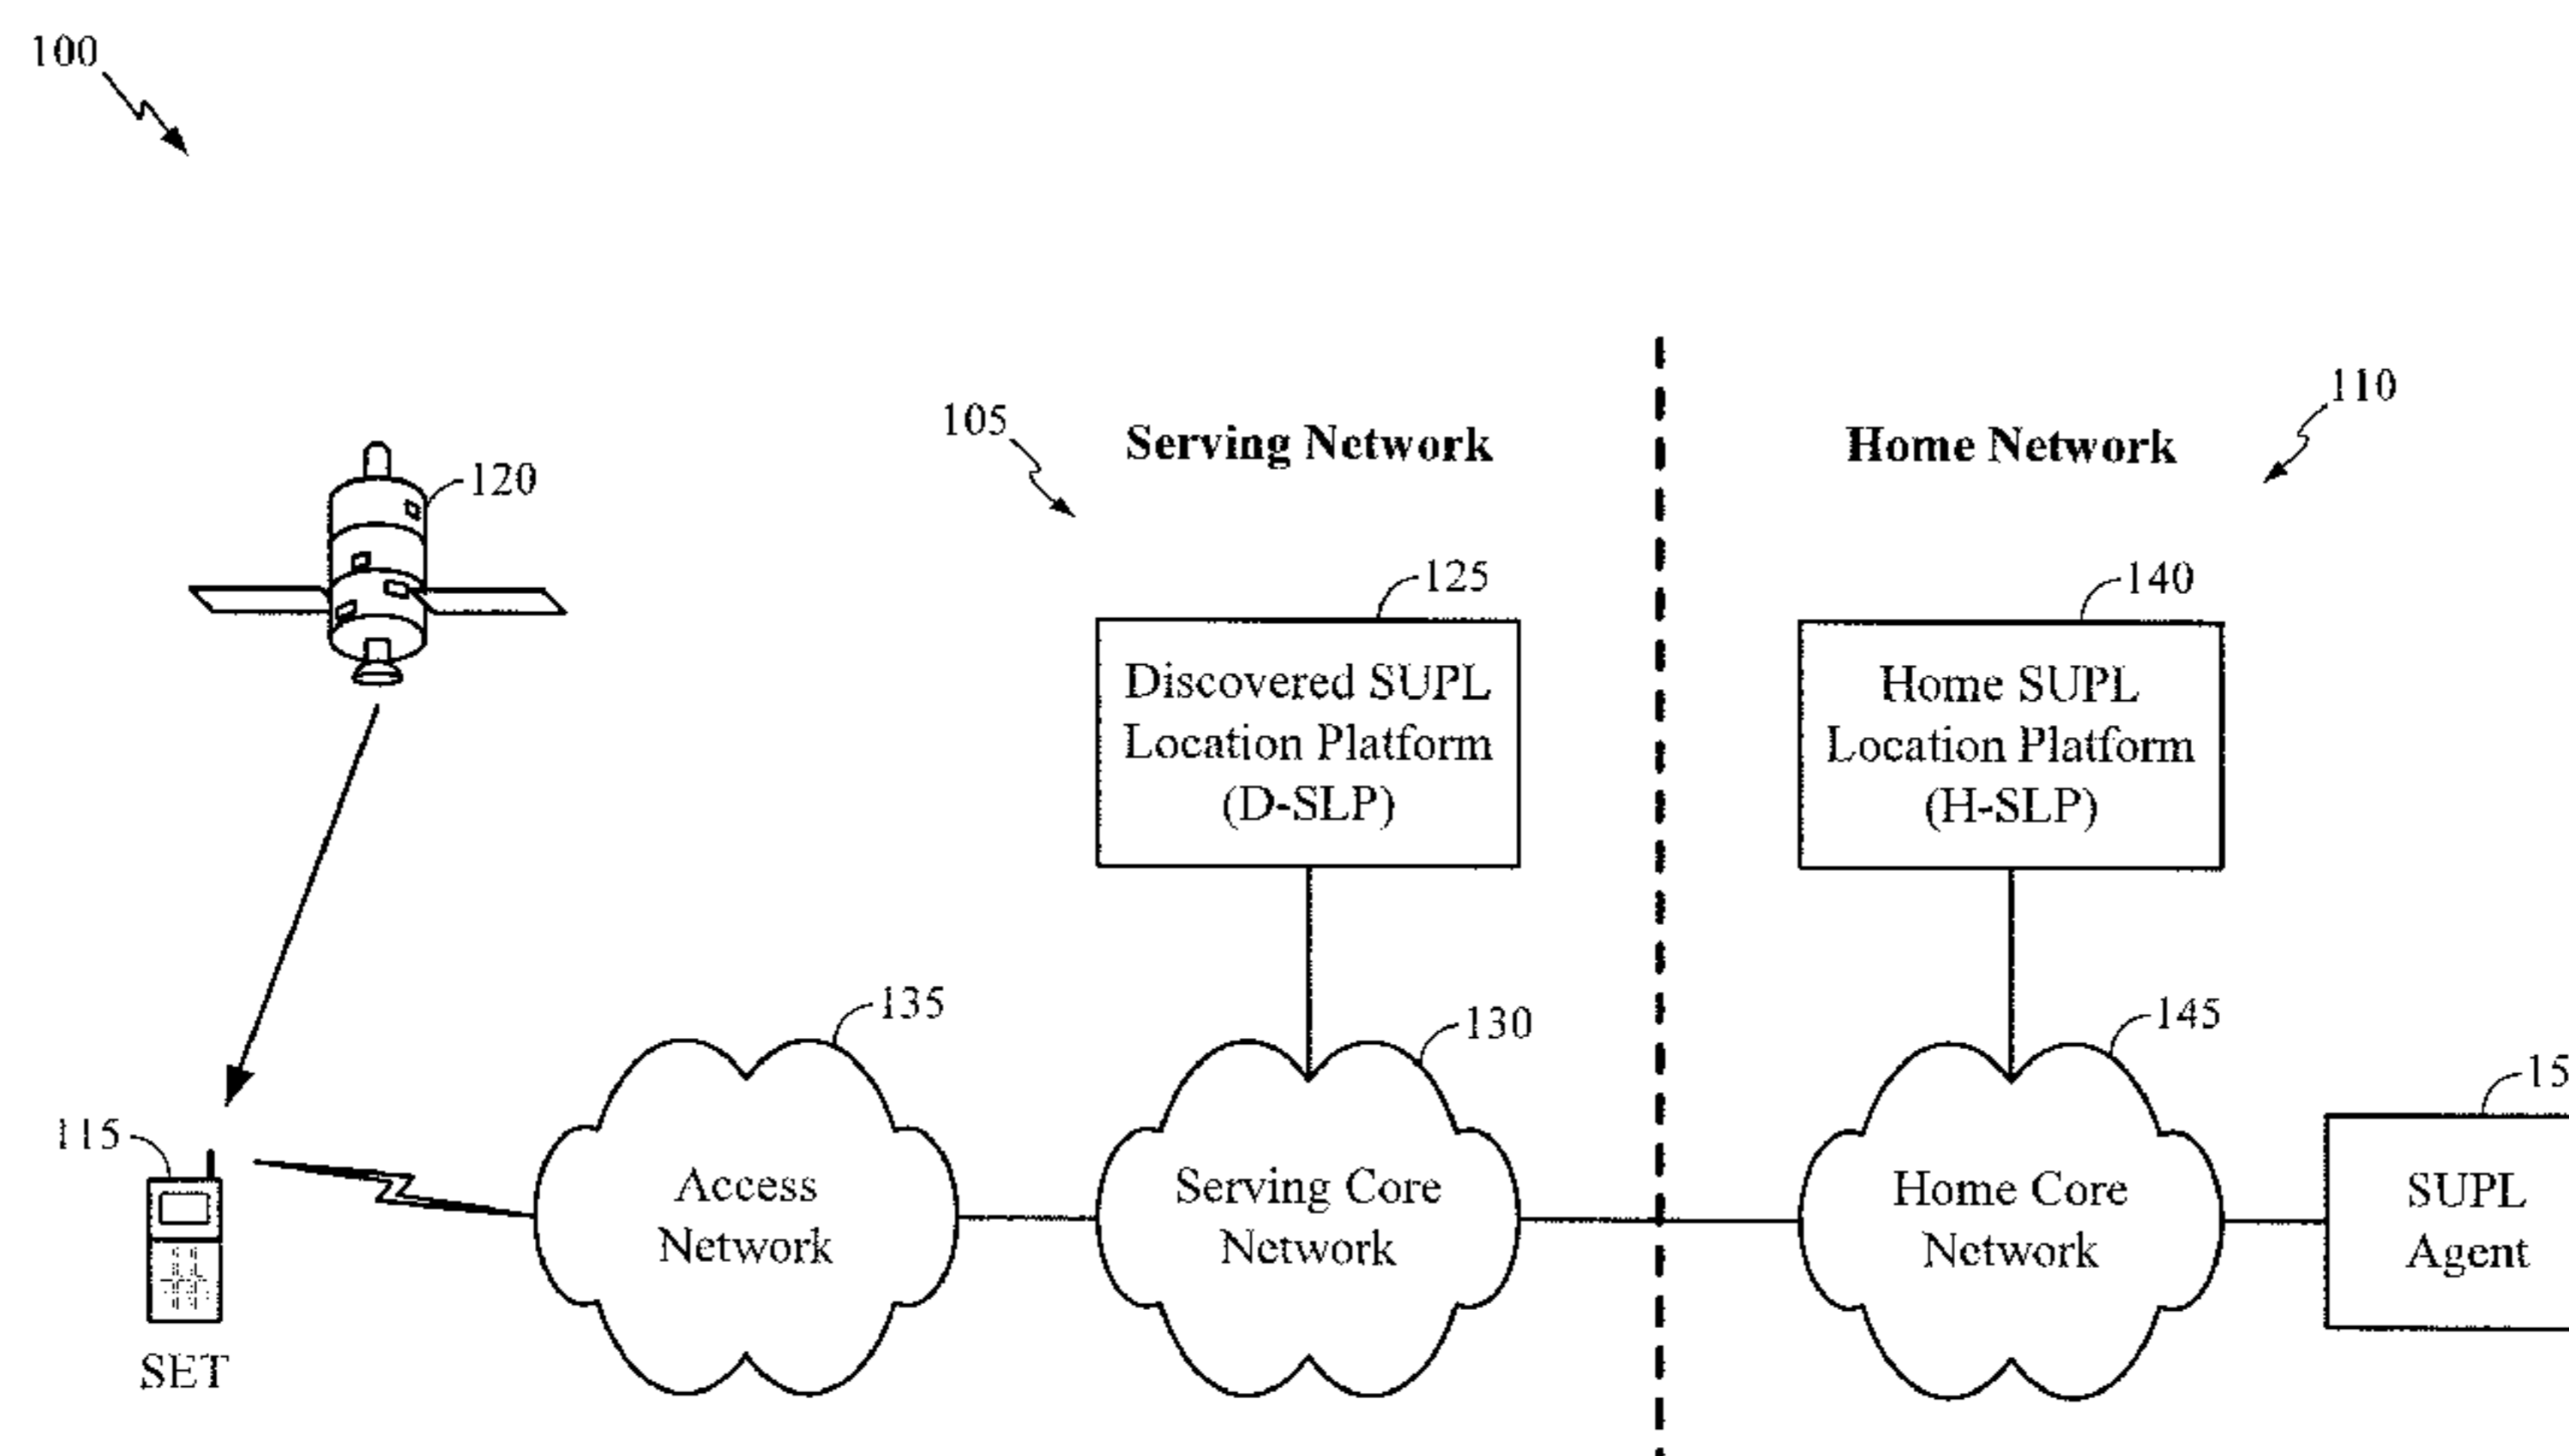 100
110
105
Serving Network
Home Network
120
125
140
Discovered SUPL
Location Platform
(D-SLP)
Home SUPL
Location Platform
(H-SLP)
135
130
145
15
115
Access
Network
Serving Core
Network
Home Core
Network
SUPL
Agent
SET